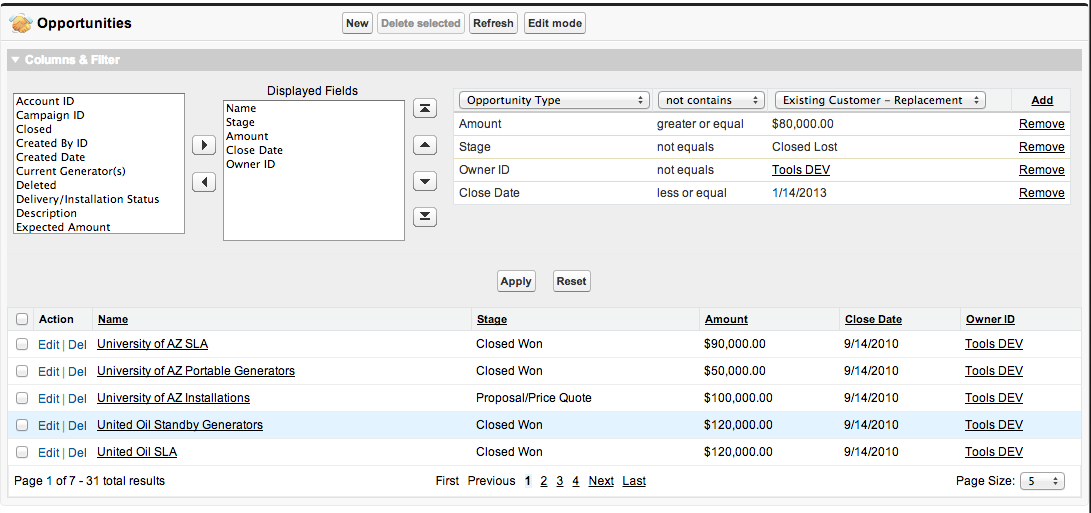 Opportunities New Delete selected Refresh Edit mode
Columns & Filter
Account ID
Campaign ID
Closed
Created By ID
Created Date
Current Generator(s)
Deleted
Delivery/Installation Status
Description
Expected Amount
Displayed Fields
Name
Stage
Amount
Close Date
Owner ID
Opportunity Type not contains Existing Customer – Replacement Add
Amount greater or equal $80,000.00 Remove
Stage not equals Closed Lost Remove
Owner ID not equals Tools DEV Remove
Close Date less or equal 1/14/2013 Remove
Apply Reset
Action Name Stage Amount Close Date Owner ID
Edit | Del University of AZ SLA Closed Won $90,000.00 9/14/2010 Tools DEV
Edit | Del University of AZ Portable Generators Closed Won $50,000.00 9/14/2010 Tools DEV
Edit | Del University of AZ Installations Proposal/Price Quote $100,000.00 9/14/2010 Tools DEV
Edit | Del United Oil Standby Generators Closed Won $120,000.00 9/14/2010 Tools DEV
Edit | Del United Oil SLA Closed Won $120,000.00 9/14/2010 Tools DEV
Page 1 of 7 - 31 total results First Previous 1 2 3 4 Next Last Page Size: 5